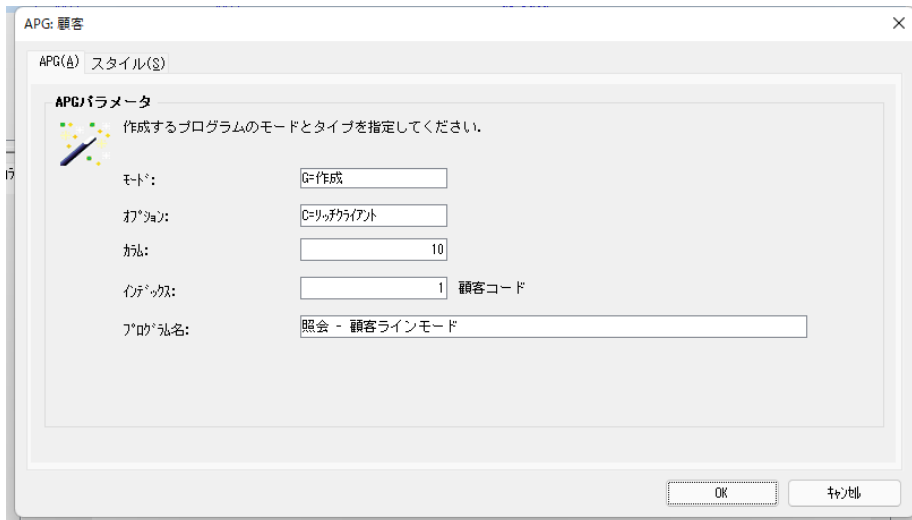 APG: 顧客
APG(A) スタイル(S)
APGパラメータ
作成するプログラムのモードとタイプを指定してください.
ﾓｰﾄﾞ: G=作成
ｵﾌﾟｼｮﾝ: C=ﾘｯﾁｸﾗｲｱﾝﾄ
ｶﾗﾑ: 10
ｲﾝﾃﾞｯｸｽ: 1 顧客コード
ﾌﾟﾛｸﾞﾗﾑ名: 照会 - 顧客ラインモード
OK ｷｬﾝｾﾙ